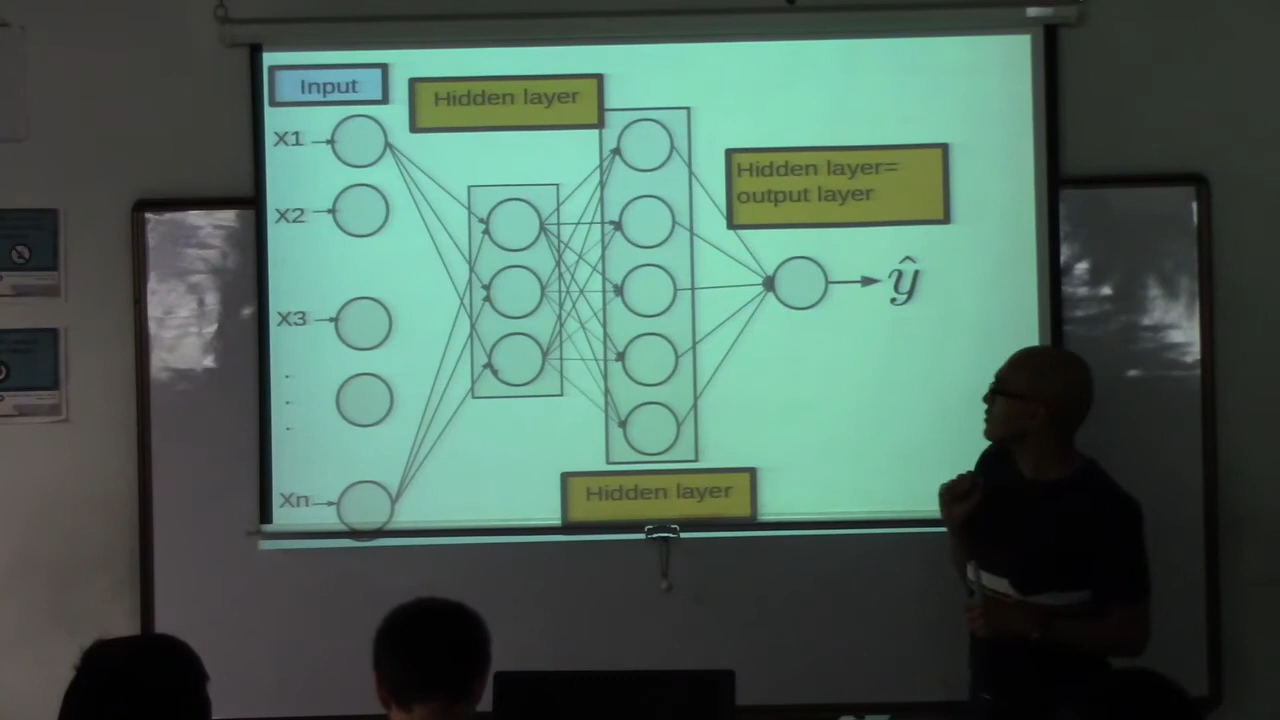 Input
Hidden layer
X1
Hidden layer=
output layer
X2
ŷ
X3
Xn
Hidden layer